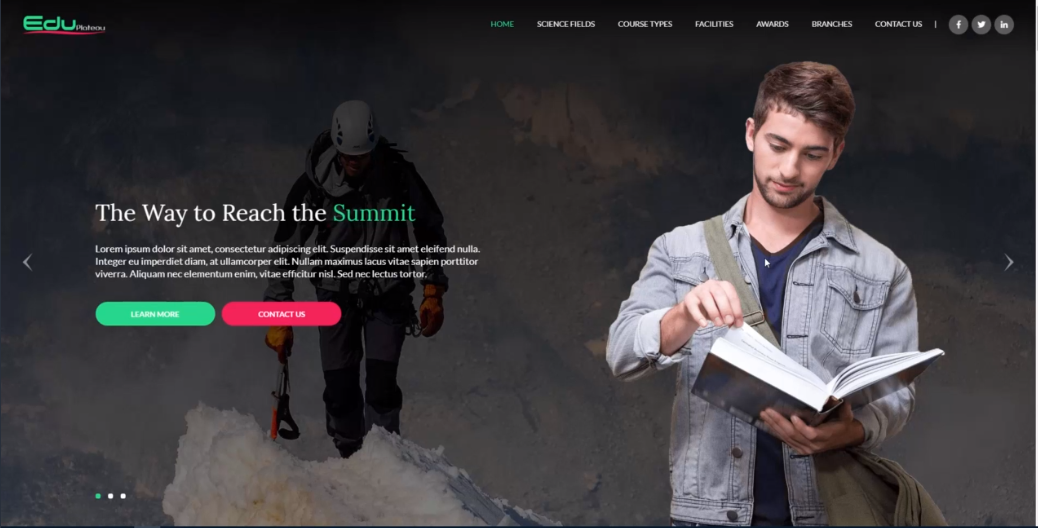 Edu Plateau
HOME SCIENCE FIELDS COURSE TYPES FACILITIES AWARDS BRANCHES CONTACT US |
The Way to Reach the Summit
Lorem ipsum dolor sit amet, consectetur adipiscing elit. Suspendisse sit amet eleifend nulla.
Integer eu imperdiet diam, at ullamcorper elit. Nullam maximus lacus vitae sapien porttitor
viverra. Aliquam nec elementum enim, vitae efficitur nisl. Sed nec lectus tortor.
LEARN MORE CONTACT US